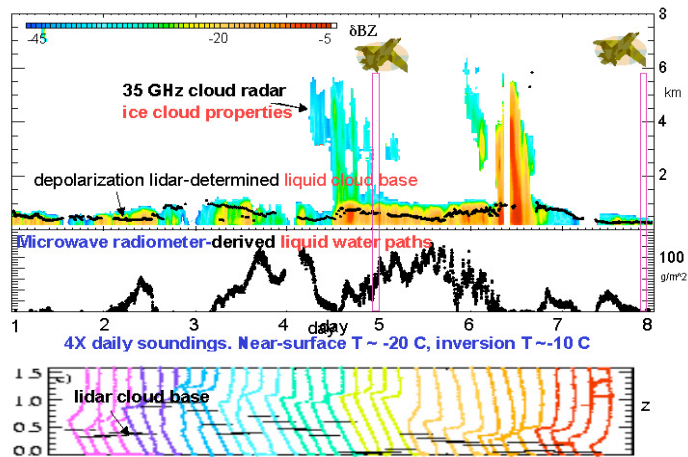 8
-45 -20 -5 δBZ
6
km
35 GHz cloud radar
ice cloud properties
4
depolarization lidar-determined liquid cloud base
2
Microwave radiometer-derived liquid water paths
100
g/m^2
1 2 3 4 5 6 7 8
day
4X daily soundings. Near-surface T ~ -20 C, inversion T ~-10 C
1.5
lidar cloud base
1.0
z
0.5
0.0